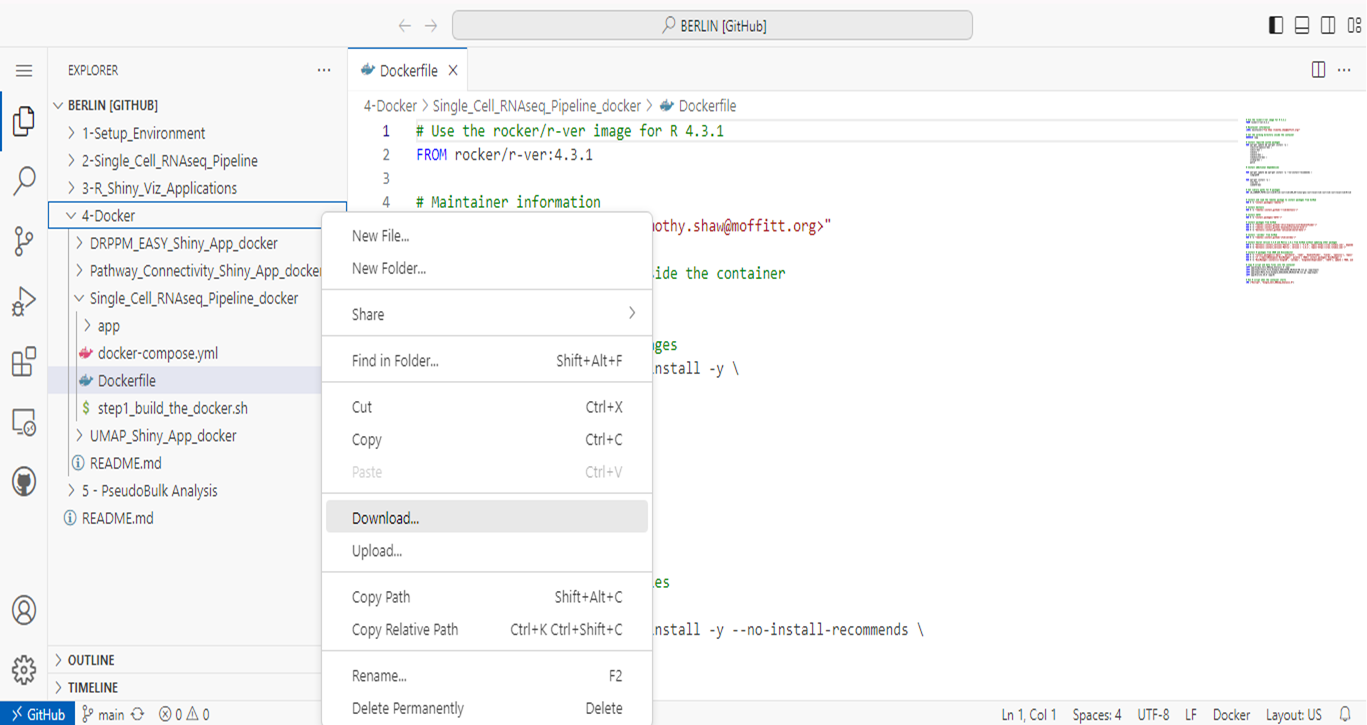 BERLIN [GitHub]
EXPLORER
Dockerfile
BERLIN [GITHUB]
1-Setup_Environment
2-Single_Cell_RNAseq_Pipeline
3-R_Shiny_Viz_Applications
4-Docker
DRPPM_EASY_Shiny_App_docker
Pathway_Connectivity_Shiny_App_docker
Single_Cell_RNAseq_Pipeline_docker
app
docker-compose.yml
Dockerfile
$ step1_build_the_docker.sh
UMAP_Shiny_App_docker
README.md
5 - PseudoBulk Analysis
README.md
OUTLINE
TIMELINE
4-Docker > Single_Cell_RNAseq_Pipeline_docker > Dockerfile
1 # Use the rocker/r-ver image for R 4.3.1
2 FROM rocker/r-ver:4.3.1
3
4 # Maintainer information
mothy.shaw@moffitt.org>"
side the container
ages
install -y \
es
install -y --no-install-recommends \
New File...
New Folder...
Share
Find in Folder... Shift+Alt+F
Cut Ctrl+X
Copy Ctrl+C
Paste Ctrl+V
Download...
Upload...
Copy Path Shift+Alt+C
Copy Relative Path Ctrl+K Ctrl+Shift+C
Rename... F2
Delete Permanently Delete
GitHub main 0 0 Ln 1, Col 1 Spaces: 4 UTF-8 LF Docker Layout: US